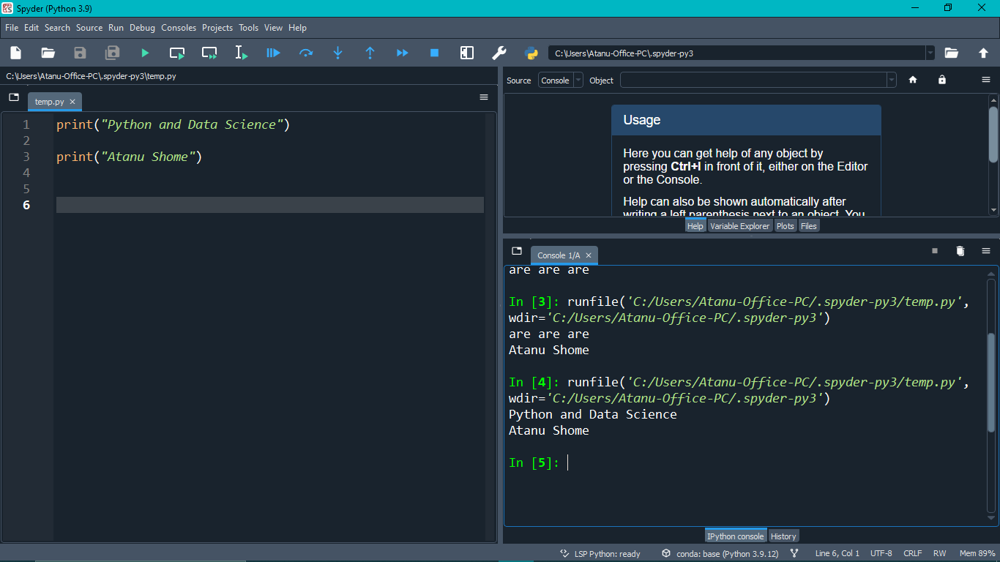 Spyder (Python 3.9)
File Edit Search Source Run Debug Consoles Projects Tools View Help
C:\Users\Atanu-Office-PC\.spyder-py3
C:\Users\Atanu-Office-PC\.spyder-py3\temp.py
temp.py
1 print("Python and Data Science")
2
3 print("Atanu Shome")
4
5
6
Source Console Object
Usage
Here you can get help of any object by
pressing Ctrl+I in front of it, either on the Editor
or the Console.
Help can also be shown automatically after
writing a left parenthesis next to an object. You
Help Variable Explorer Plots Files
Console 1/A
are are are
In [3]: runfile('C:/Users/Atanu-Office-PC/.spyder-py3/temp.py',
wdir='C:/Users/Atanu-Office-PC/.spyder-py3')
are are are
Atanu Shome
In [4]: runfile('C:/Users/Atanu-Office-PC/.spyder-py3/temp.py',
wdir='C:/Users/Atanu-Office-PC/.spyder-py3')
Python and Data Science
Atanu Shome
In [5]:
IPython console History
LSP Python: ready conda: base (Python 3.9.12) Line 6, Col 1 UTF-8 CRLF RW Mem 89%